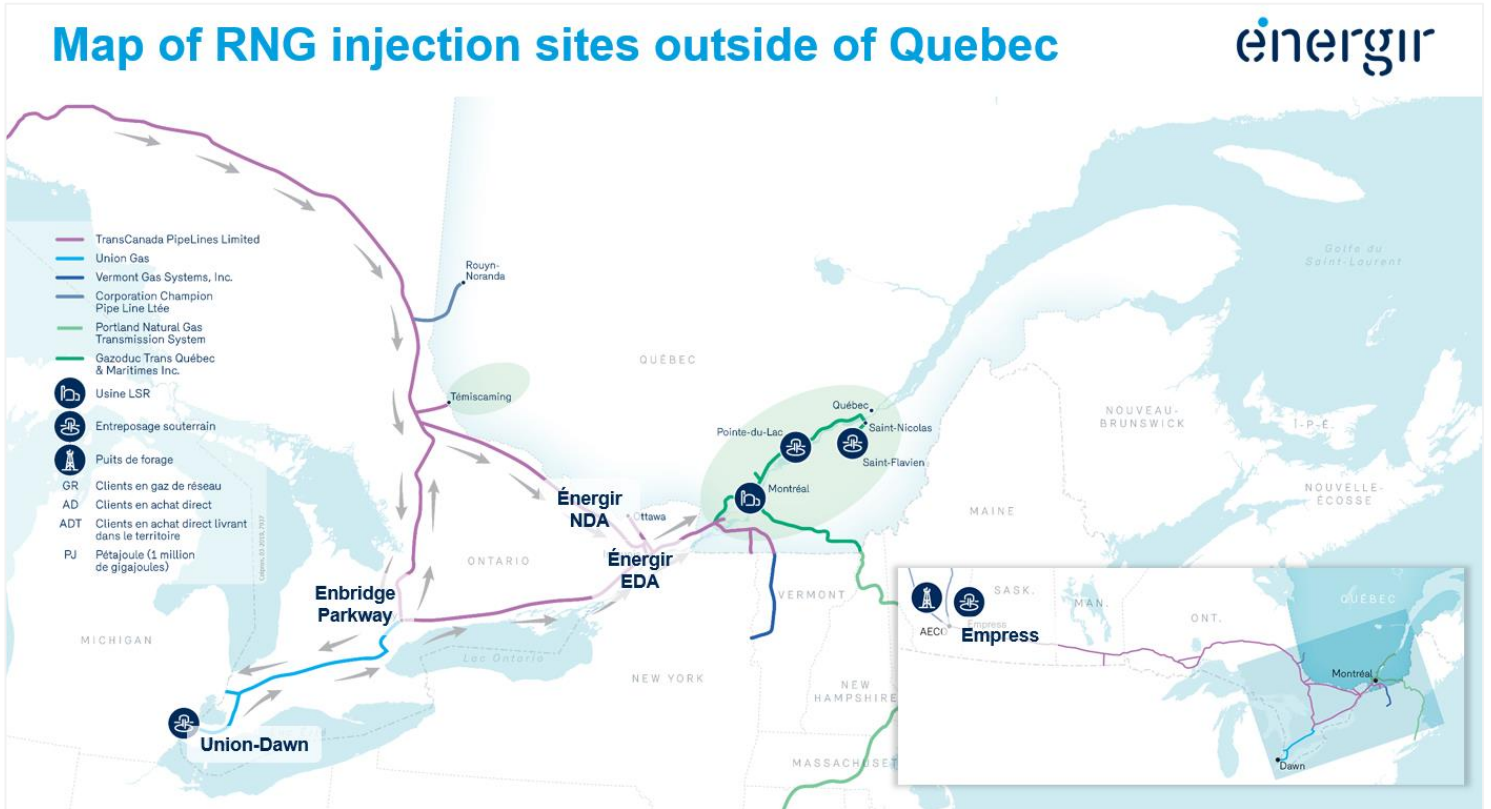 Map of RNG injection sites outside of Quebec
énergir
TransCanada PipeLines Limited
Union Gas
Vermont Gas Systems, Inc.
Corporation Champion
Pipe Line Ltée
Portland Natural Gas
Transmission System
Gazoduc Trans Québec
& Maritimes Inc.
Usine LSR
Entreposage souterrain
Puits de forage
GR Clients en gaz de réseau
AD Clients en achat direct
ADT Clients en achat direct livrant
dans le territoire
PJ Pétajoule (1 million
de gigajoules)
Rouyn-
Noranda
Témiscaming
QUÉBEC
Golfe du
Saint-Laurent
Québec
Saint-Nicolas
Pointe-du-Lac
Saint-Flavien
Montréal
NOUVEAU-
BRUNSWICK
Î.-P.-É.
NOUVELLE-
ÉCOSSE
MAINE
Énergir
NDA
Ottawa
Énergir
EDA
ONTARIO
Enbridge
Parkway
MICHIGAN
Lac Ontario
VERMONT
NEW YORK
NEW
HAMPSHIRE
MASSACHUSET
Union-Dawn
SASK.
MAN.
ONT.
QUÉBEC
AECO
Empress
Empress
Montréal
Dawn